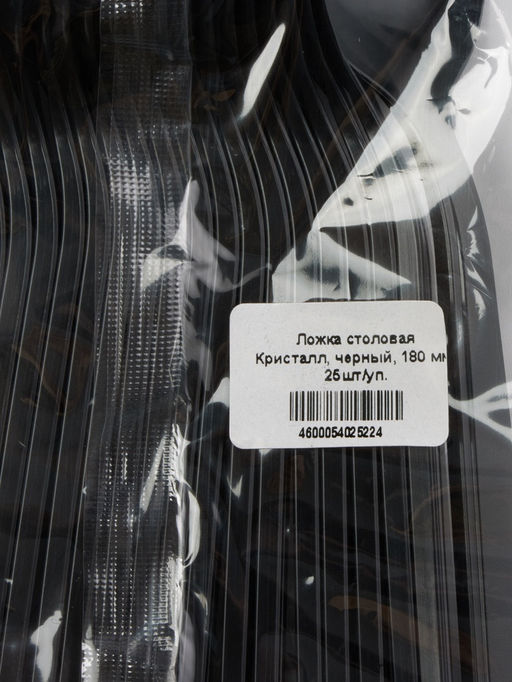 Ложка столовая
Кристалл, черный, 180 мм
25шт/уп.
4600054025224